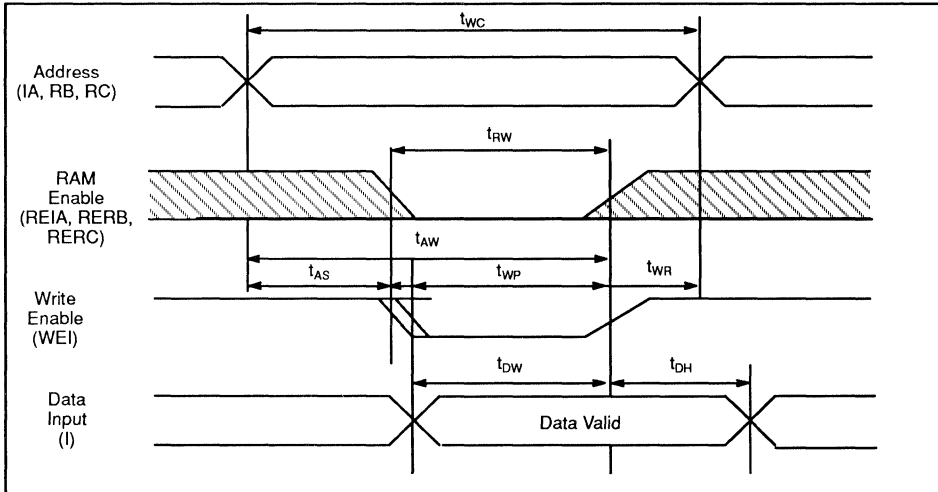 tWC
Address
(IA, RB, RC)
tRW
RAM
Enable
(REIA, RERB,
RERC)
tAW
tAS
tWP
tWR
Write
Enable
(WEI)
tDW
tDH
Data
Input
(I)
Data Valid